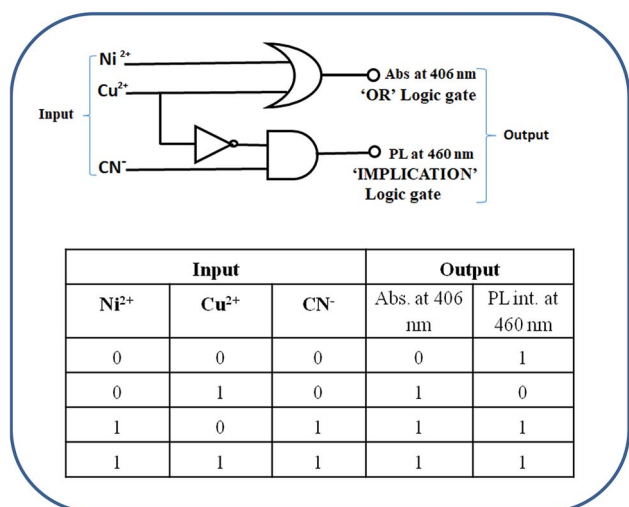 Ni 2+
Cu2+
Input
CN-
Abs at 406 nm
‘OR’ Logic gate
Output
PL at 460 nm
‘IMPLICATION’
Logic gate
Input Output
Ni2+ Cu2+ CN- Abs. at 406 PL int. at
nm 460 nm
0 0 0 0 1
0 1 0 1 0
1 0 1 1 1
1 1 1 1 1